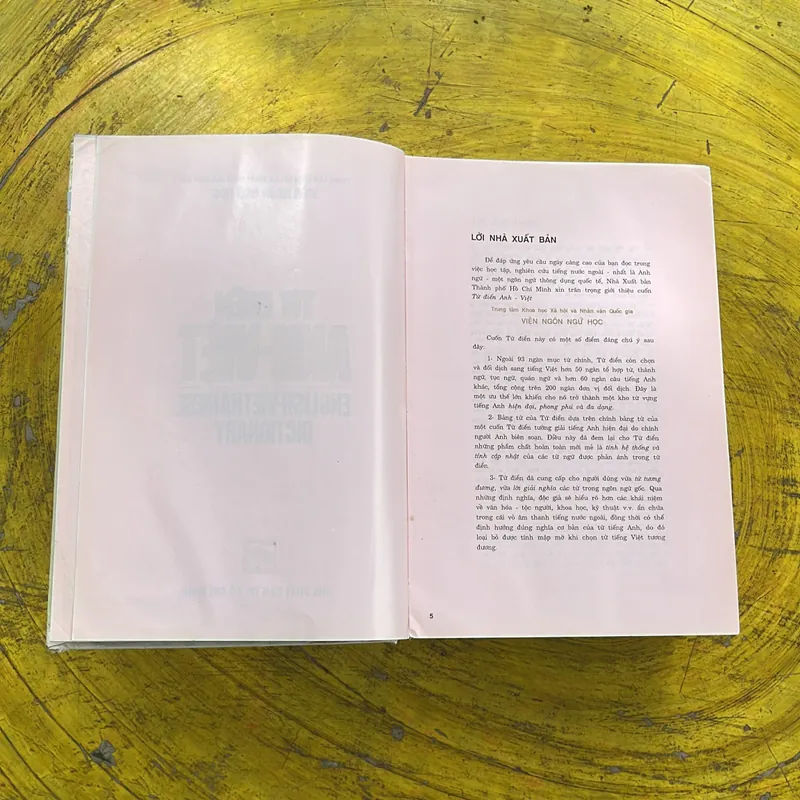 LỜI NHÀ XUẤT BẢN
Để đáp ứng yêu cầu ngày càng cao của bạn đọc trong
việc học tập, nghiên cứu tiếng nước ngoài - nhất là Anh
ngữ - một ngôn ngữ thông dụng quốc tế, Nhà Xuất bản
Thành phố Hồ Chí Minh xin trân trọng giới thiệu cuốn
Từ điển Anh - Việt
Trung tâm Khoa học Xã hội và Nhân văn Quốc gia
VIỆN NGÔN NGỮ HỌC
Cuốn Từ điển này có một số điểm đáng chú ý sau
đây:
1- Ngoài 93 ngàn mục từ chính, Từ điển còn chọn
và đối dịch sang tiếng Việt hơn 50 ngàn tổ hợp từ, thành
ngữ, tục ngữ, quán ngữ và hơn 60 ngàn câu tiếng Anh
khác, tổng cộng trên 200 ngàn đơn vị đối dịch. Đây là
một ưu thế lớn khiến cho nó trở thành một kho từ vựng
tiếng Anh hiện đại, phong phú và đa dạng.
2- Bảng từ của Từ điển dựa trên chính bảng từ của
một cuốn Từ điển tường giải tiếng Anh hiện đại do chính
người Anh biên soạn. Điều này đã đem lại cho Từ điển
những phẩm chất hoàn toàn mới mẻ là tính hệ thống và
tính cập nhật của các từ ngữ được phản ánh trong từ
điển.
3- Từ điển đã cung cấp cho người dùng vừa từ tương
đương, vừa lời giải nghĩa các từ trong ngôn ngữ gốc. Qua
những định nghĩa, độc giả sẽ hiểu rõ hơn các khái niệm
về văn hóa - tộc người, khoa học, kỹ thuật v.v. ẩn chứa
trong cái vỏ âm thanh tiếng nước ngoài, đồng thời có thể
định hướng đúng nghĩa cơ bản của từ tiếng Anh, do đó
loại bỏ được tính mập mờ khi chọn từ tiếng Việt tương
đương.
5